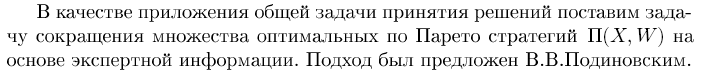 В качестве приложения общей задачи принятия решений поставим зада-
чу сокращения множества оптимальных по Парето стратегий Π(X, W) на
основе экспертной информации. Подход был предложен В.В.Подиновским.